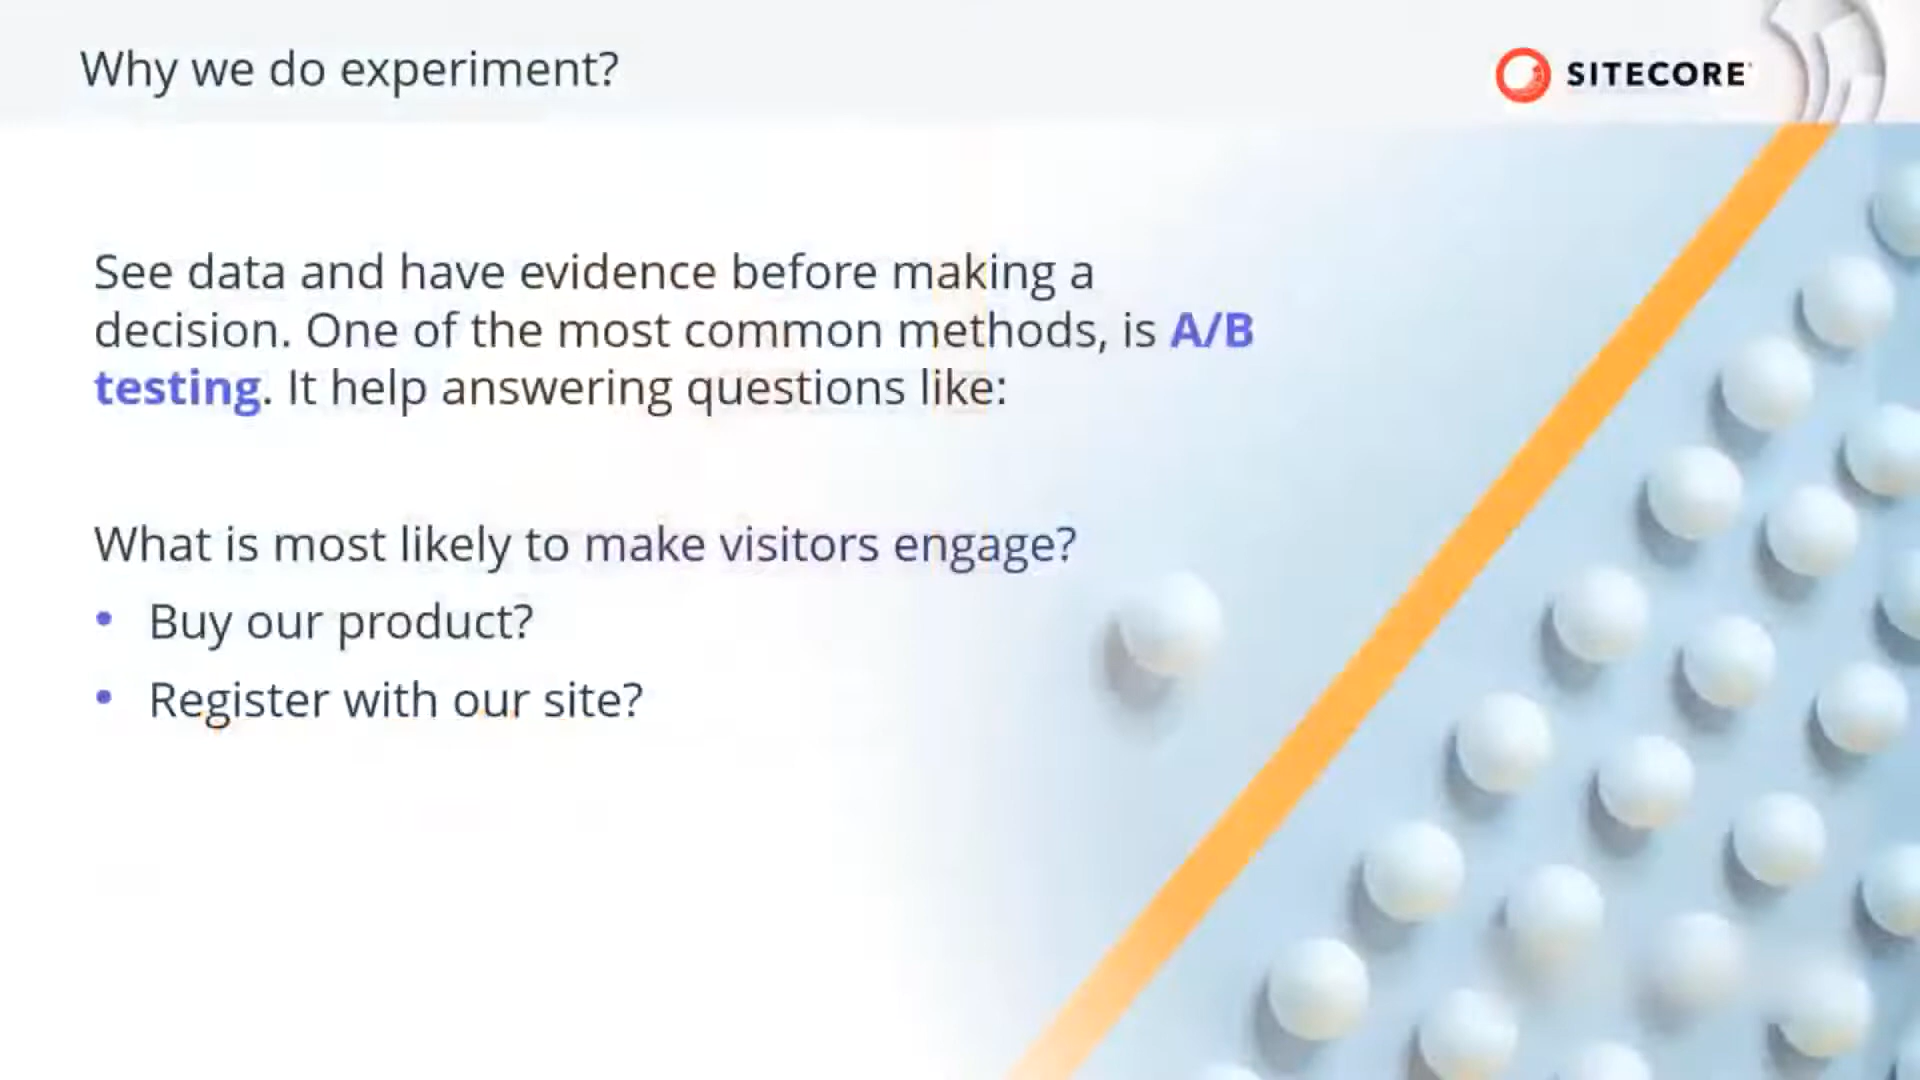 Why we do experiment?
SITECORE
See data and have evidence before making a
decision. One of the most common methods, is A/B
testing. It help answering questions like:
What is most likely to make visitors engage?
• Buy our product?
• Register with our site?